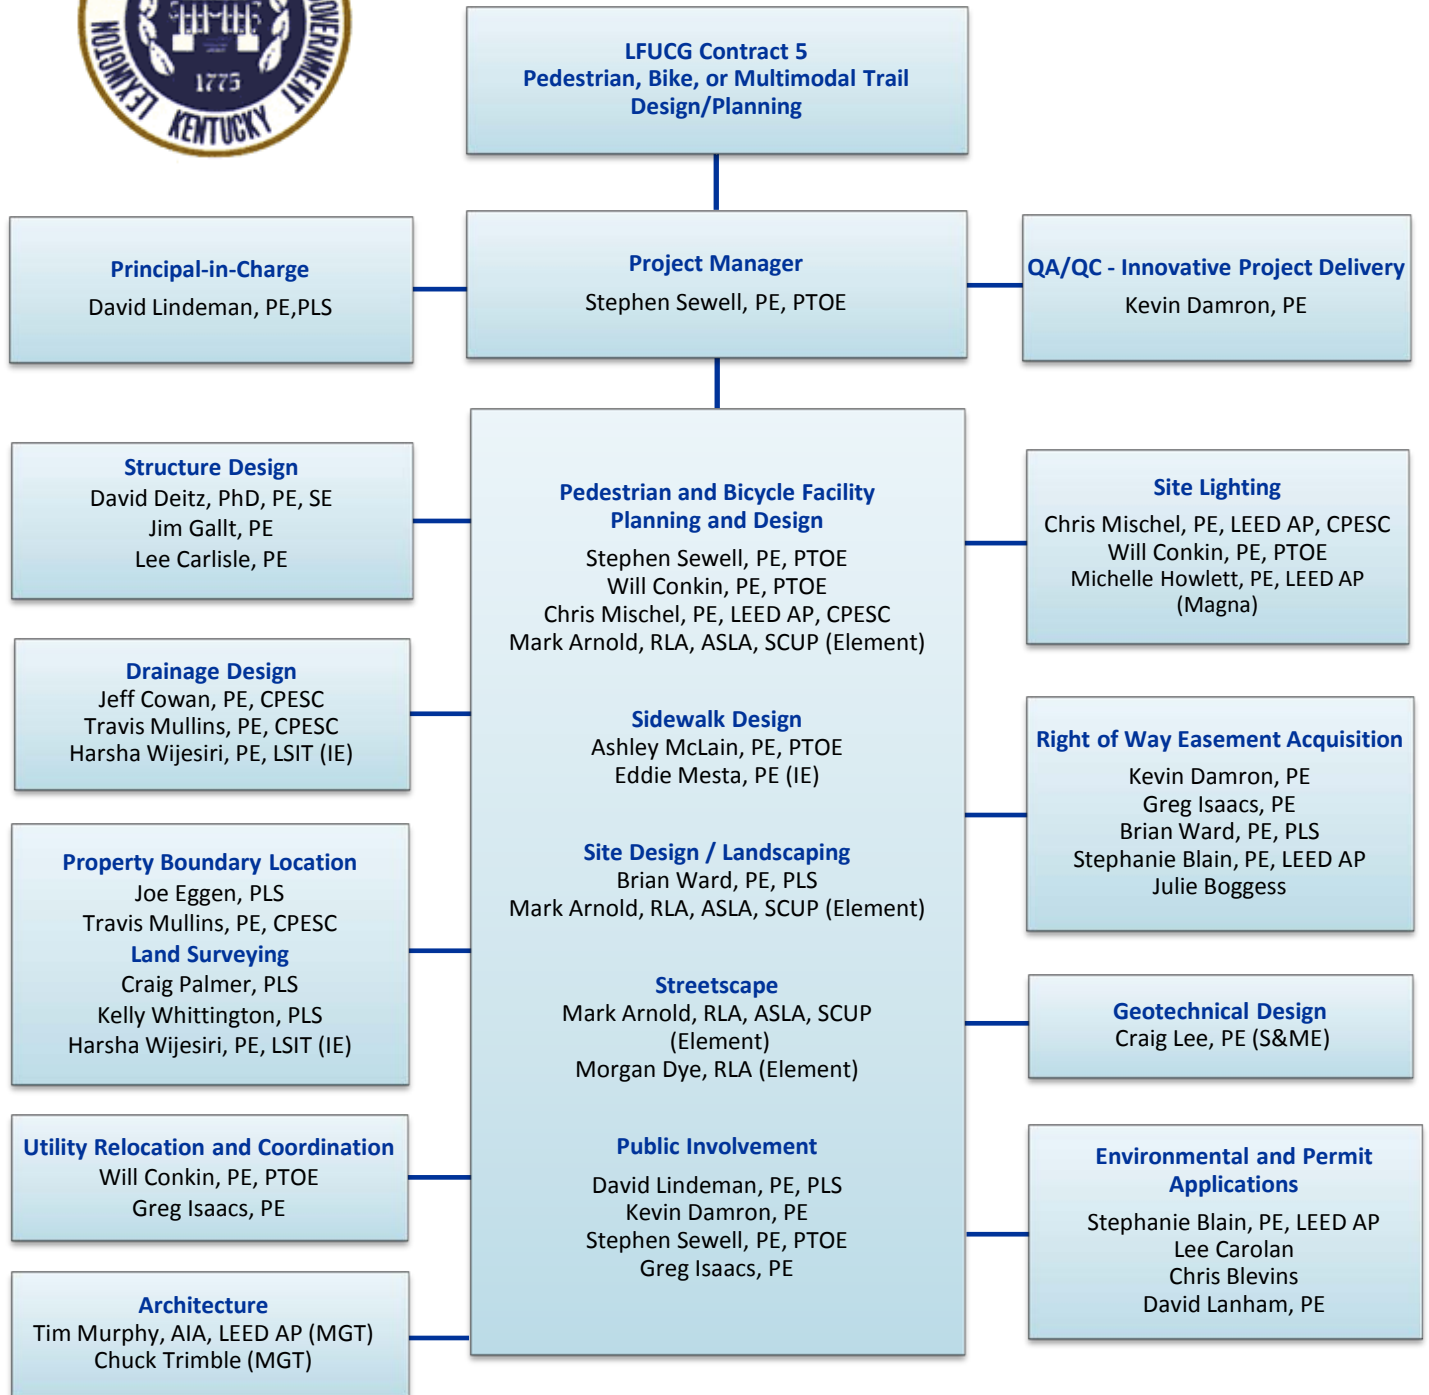 OVERNMENT
LEXINGTON
1775
KENTUCKY
LFUCG Contract 5
Pedestrian, Bike, or Multimodal Trail
Design/Planning
Principal-in-Charge
David Lindeman, PE,PLS
Project Manager
Stephen Sewell, PE, PTOE
QA/QC - Innovative Project Delivery
Kevin Damron, PE
Structure Design
David Deitz, PhD, PE, SE
Jim Gallt, PE
Lee Carlisle, PE
Drainage Design
Jeff Cowan, PE, CPESC
Travis Mullins, PE, CPESC
Harsha Wijesiri, PE, LSIT (IE)
Property Boundary Location
Joe Eggen, PLS
Travis Mullins, PE, CPESC
Land Surveying
Craig Palmer, PLS
Kelly Whittington, PLS
Harsha Wijesiri, PE, LSIT (IE)
Utility Relocation and Coordination
Will Conkin, PE, PTOE
Greg Isaacs, PE
Architecture
Tim Murphy, AIA, LEED AP (MGT)
Chuck Trimble (MGT)
Pedestrian and Bicycle Facility
Planning and Design
Stephen Sewell, PE, PTOE
Will Conkin, PE, PTOE
Chris Mischel, PE, LEED AP, CPESC
Mark Arnold, RLA, ASLA, SCUP (Element)
Sidewalk Design
Ashley McLain, PE, PTOE
Eddie Mesta, PE (IE)
Site Design / Landscaping
Brian Ward, PE, PLS
Mark Arnold, RLA, ASLA, SCUP (Element)
Streetscape
Mark Arnold, RLA, ASLA, SCUP
(Element)
Morgan Dye, RLA (Element)
Public Involvement
David Lindeman, PE, PLS
Kevin Damron, PE
Stephen Sewell, PE, PTOE
Greg Isaacs, PE
Site Lighting
Chris Mischel, PE, LEED AP, CPESC
Will Conkin, PE, PTOE
Michelle Howlett, PE, LEED AP
(Magna)
Right of Way Easement Acquisition
Kevin Damron, PE
Greg Isaacs, PE
Brian Ward, PE, PLS
Stephanie Blain, PE, LEED AP
Julie Boggess
Geotechnical Design
Craig Lee, PE (S&ME)
Environmental and Permit
Applications
Stephanie Blain, PE, LEED AP
Lee Carolan
Chris Blevins
David Lanham, PE